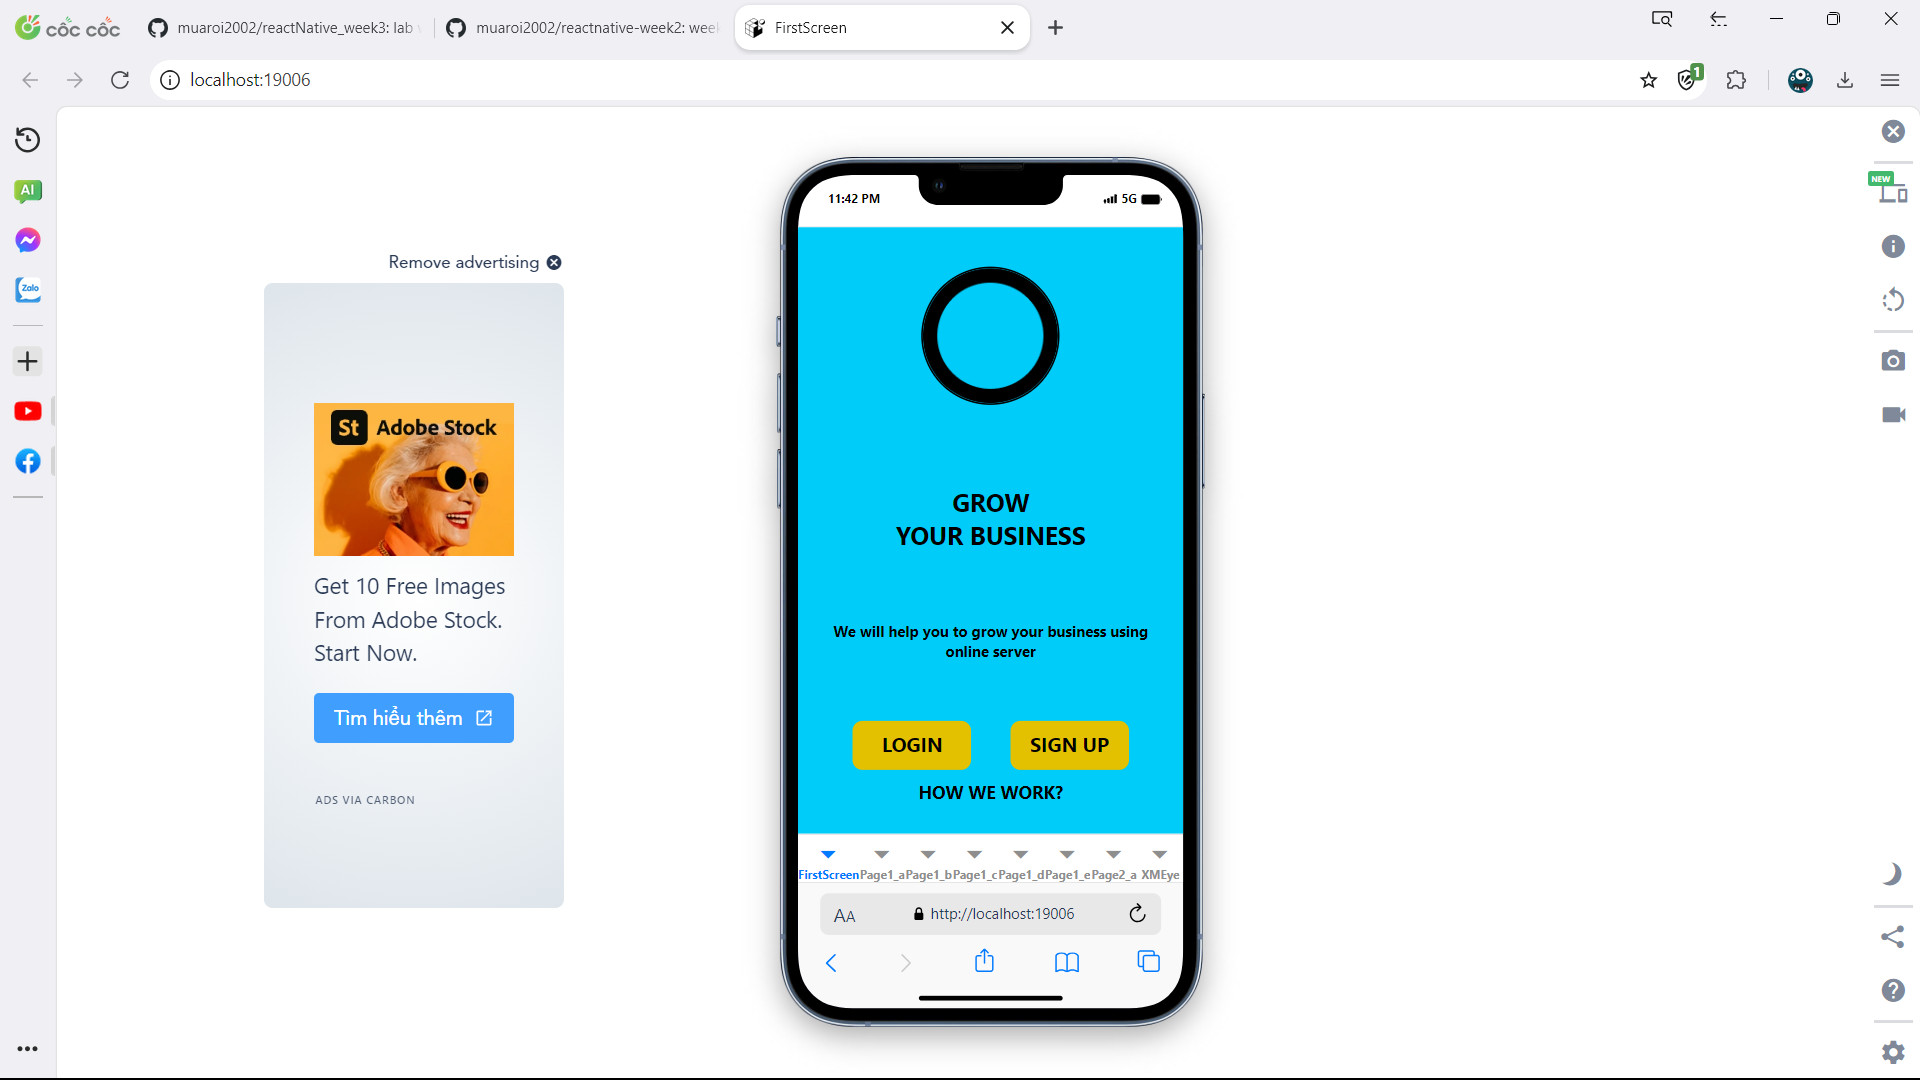 cốc cốc
muaroi2002/reactNative_week3: lab
muaroi2002/reactnative-week2: wee
FirstScreen
localhost:19006
1
AI
Zalo
NEW
Remove advertising
St Adobe Stock
Get 10 Free Images
From Adobe Stock.
Start Now.
Tìm hiểu thêm
ADS VIA CARBON
11:42 PM
5G
GROW
YOUR BUSINESS
We will help you to grow your business using
online server
LOGIN
SIGN UP
HOW WE WORK?
FirstScreen Page1_a Page1_b Page1_c Page1_d Page1_e Page2_a XMEye
AA
http://localhost:19006